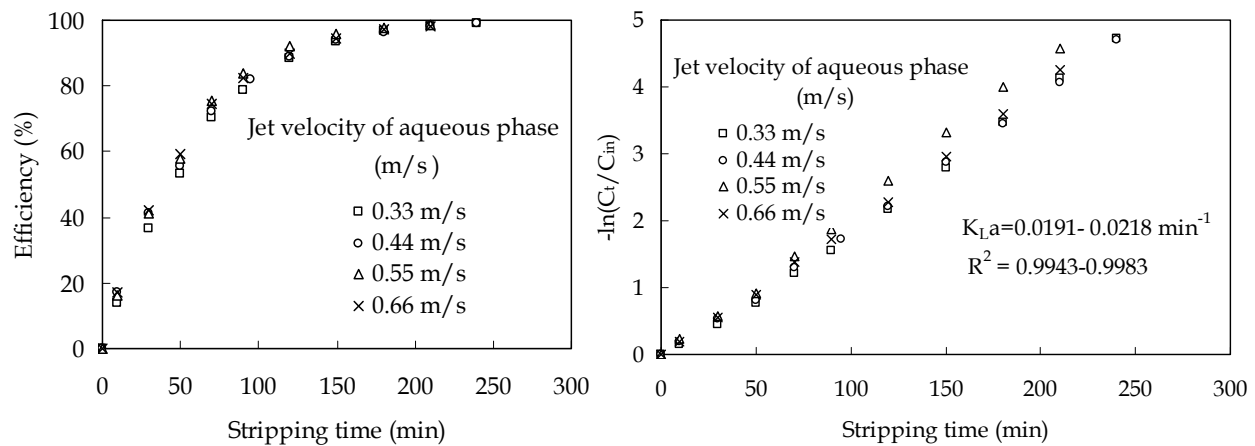 100
80
60
40
20
0
Efficiency (%)
Jet velocity of aqueous phase
(m/s )
0.33 m/s
0.44 m/s
0.55 m/s
0.66 m/s
0 50 100 150 200 250 300
Stripping time (min)
5
4
3
2
1
0
-ln(Ct/Cin)
Jet velocity of aqueous phase
(m/s)
0.33 m/s
0.44 m/s
0.55 m/s
0.66 m/s
KLa=0.0191- 0.0218 min-1
R2 = 0.9943-0.9983
0 50 100 150 200 250 300
Stripping time (min)